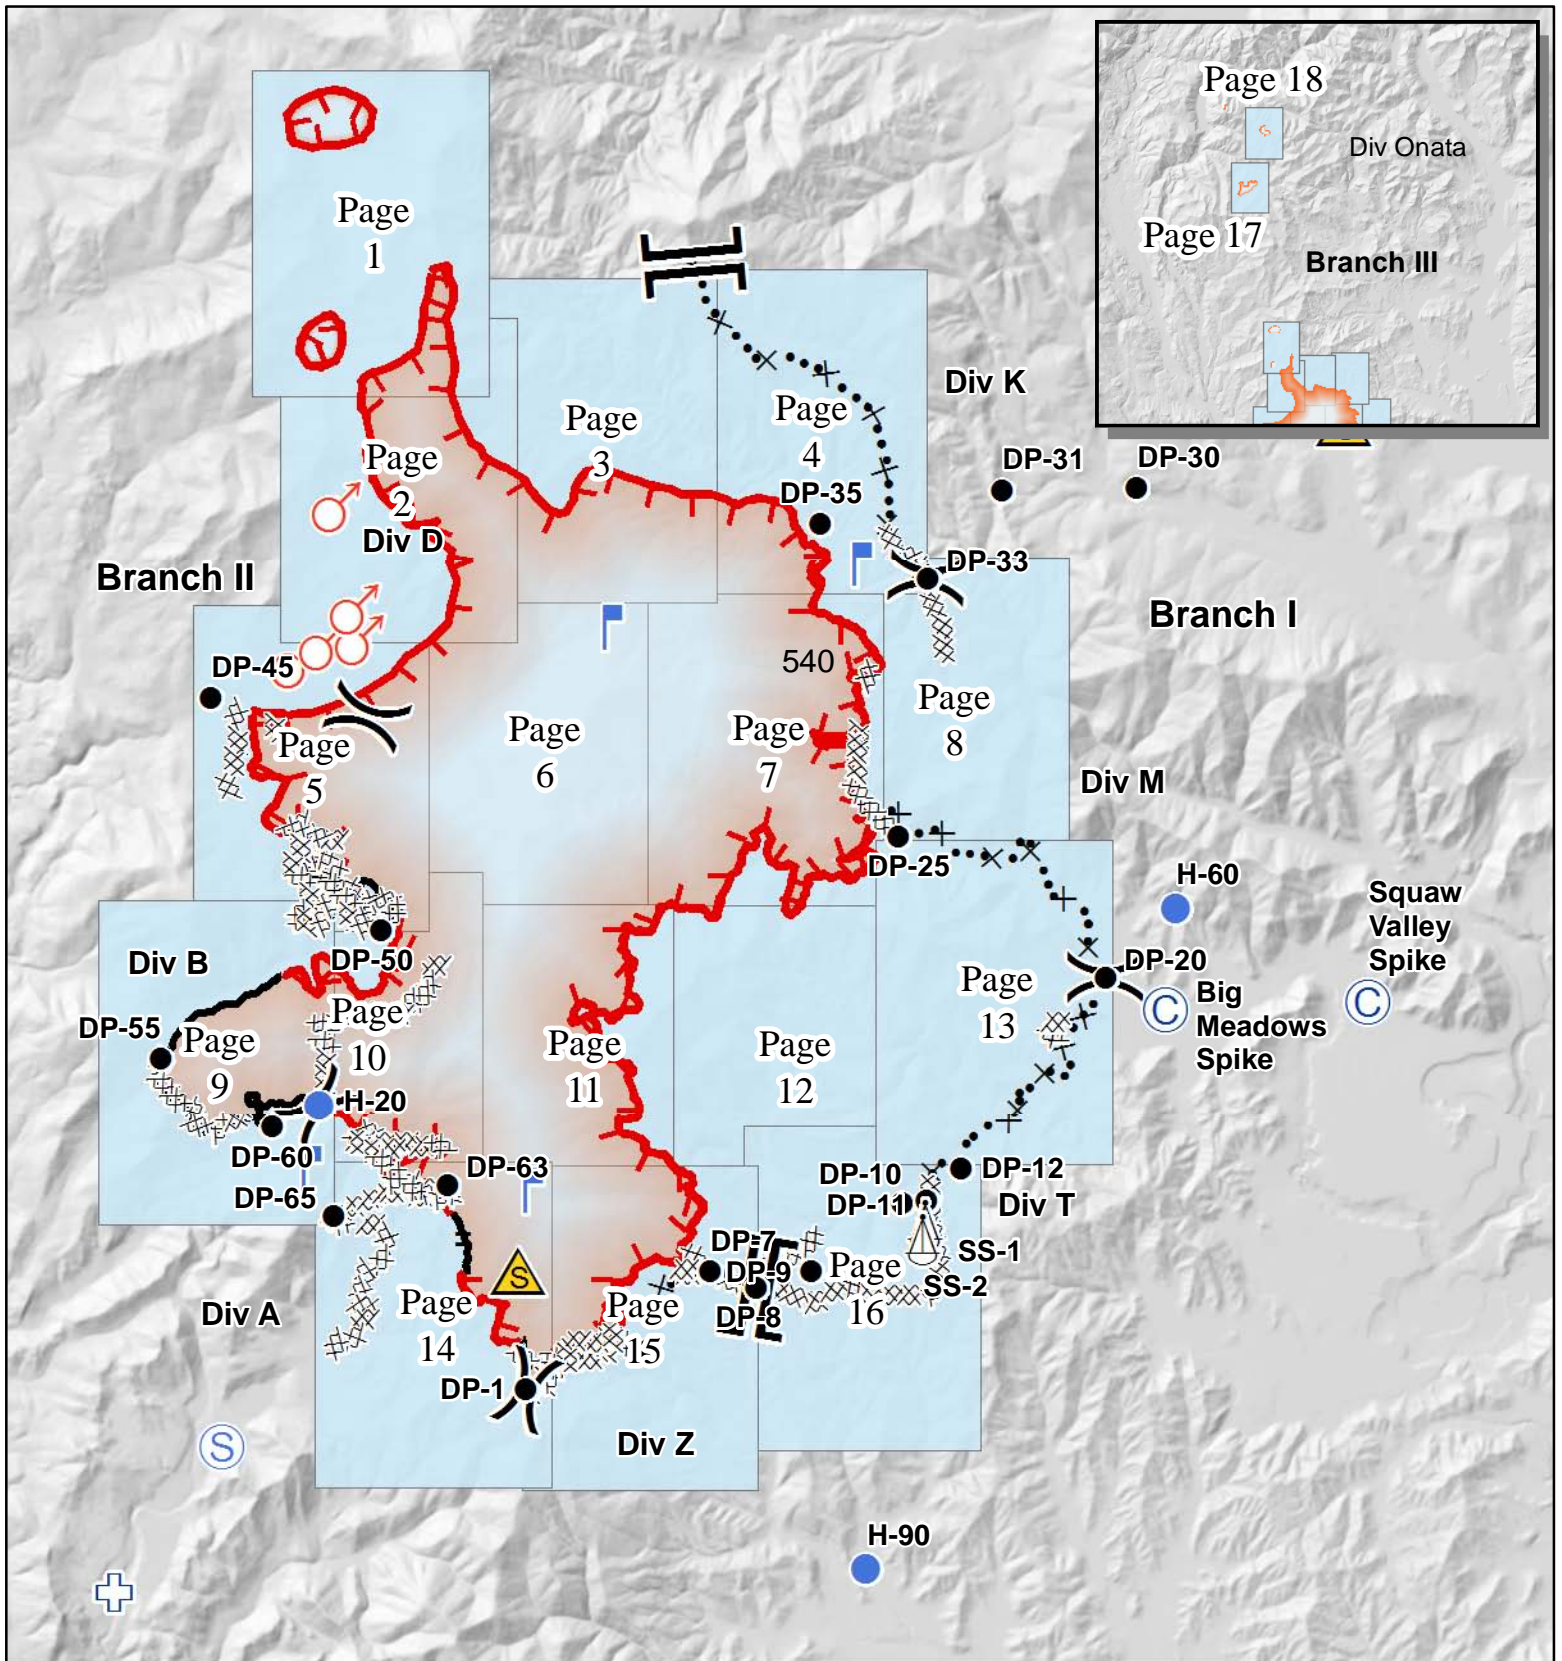 Page 18
Div Onata
Page 17
Branch III
Page
1
Div K
Page
3
Page
4
DP-31
DP-30
Page
2
DP-35
Div D
DP-33
Branch II
Branch I
540
DP-45
Page
5
Page
6
Page
7
Page
8
Div M
DP-25
H-60
Squaw
Valley
Spike
C
Div B
DP-50
DP-20
Page
13
C
Big
Meadows
Spike
DP-55
Page
9
Page
10
Page
11
Page
12
H-20
DP-60
DP-63
DP-65
DP-10
DP-12
DP-11
Div T
DP-7
SS-1
DP-9
Page
16
SS-2
S
DP-8
Div A
Page
14
Page
15
DP-1
Div Z
S
H-90